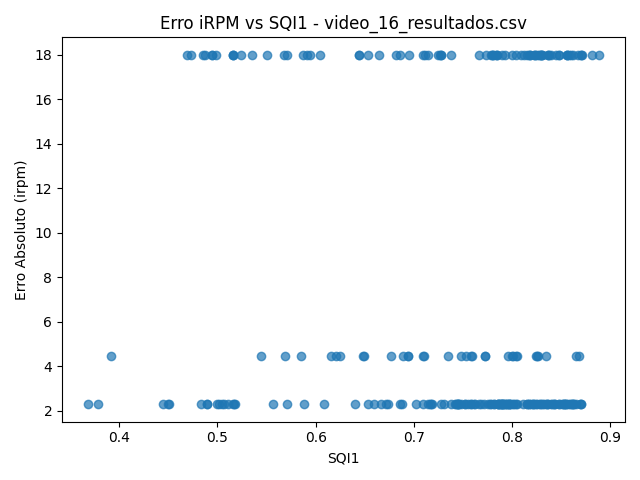 Erro iRPM vs SQI1 - video_16_resultados.csv
Erro Absoluto (irpm)
18
16
14
12
10
8
6
4
2
0.4 0.5 0.6 0.7 0.8 0.9
SQI1